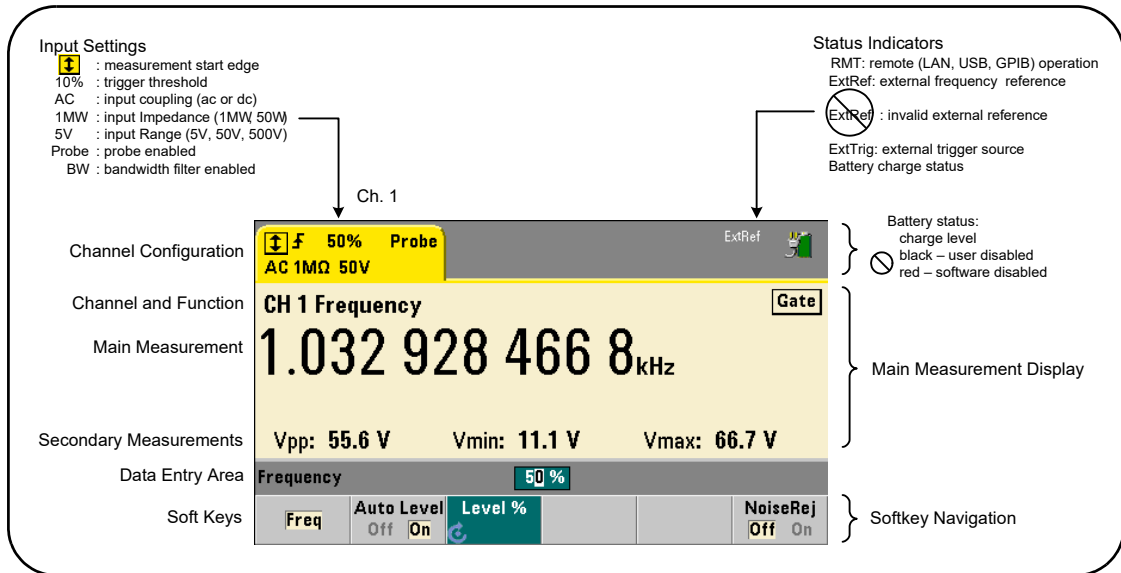 Input Settings
: measurement start edge
10% : trigger threshold
AC : input coupling (ac or dc)
1MW : input Impedance (1MW, 50W)
5V : input Range (5V, 50V, 500V)
Probe : probe enabled
BW : bandwidth filter enabled
Status Indicators
RMT: remote (LAN, USB, GPIB) operation
ExtRef: external frequency reference
ExtRef : invalid external reference
ExtTrig: external trigger source
Battery charge status
Ch. 1
Channel Configuration
50% Probe
AC 1MΩ 50V
ExtRef
Battery status:
charge level
black – user disabled
red – software disabled
Channel and Function
CH 1 Frequency
Gate
Main Measurement
1.032 928 466 8 kHz
Main Measurement Display
Secondary Measurements
Vpp: 55.6 V Vmin: 11.1 V Vmax: 66.7 V
Data Entry Area
Frequency 50 %
Soft Keys
Freq
Auto Level
Off On
Level %
NoiseRej
Off On
Softkey Navigation